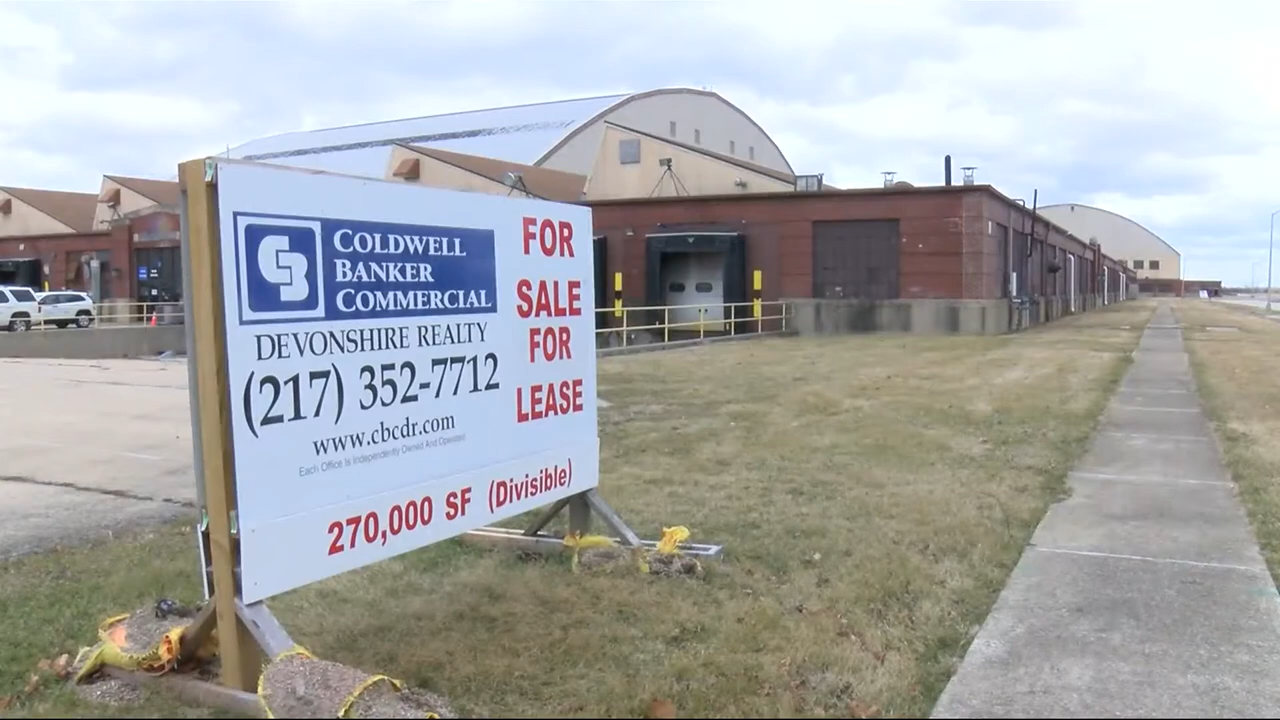 CB
COLDWELL
BANKER
COMMERCIAL
DEVONSHIRE REALTY
(217) 352-7712
www.cbcdr.com
Each Office Is Independently Owned And Operated
FOR
SALE
FOR
LEASE
270,000 SF (Divisible)